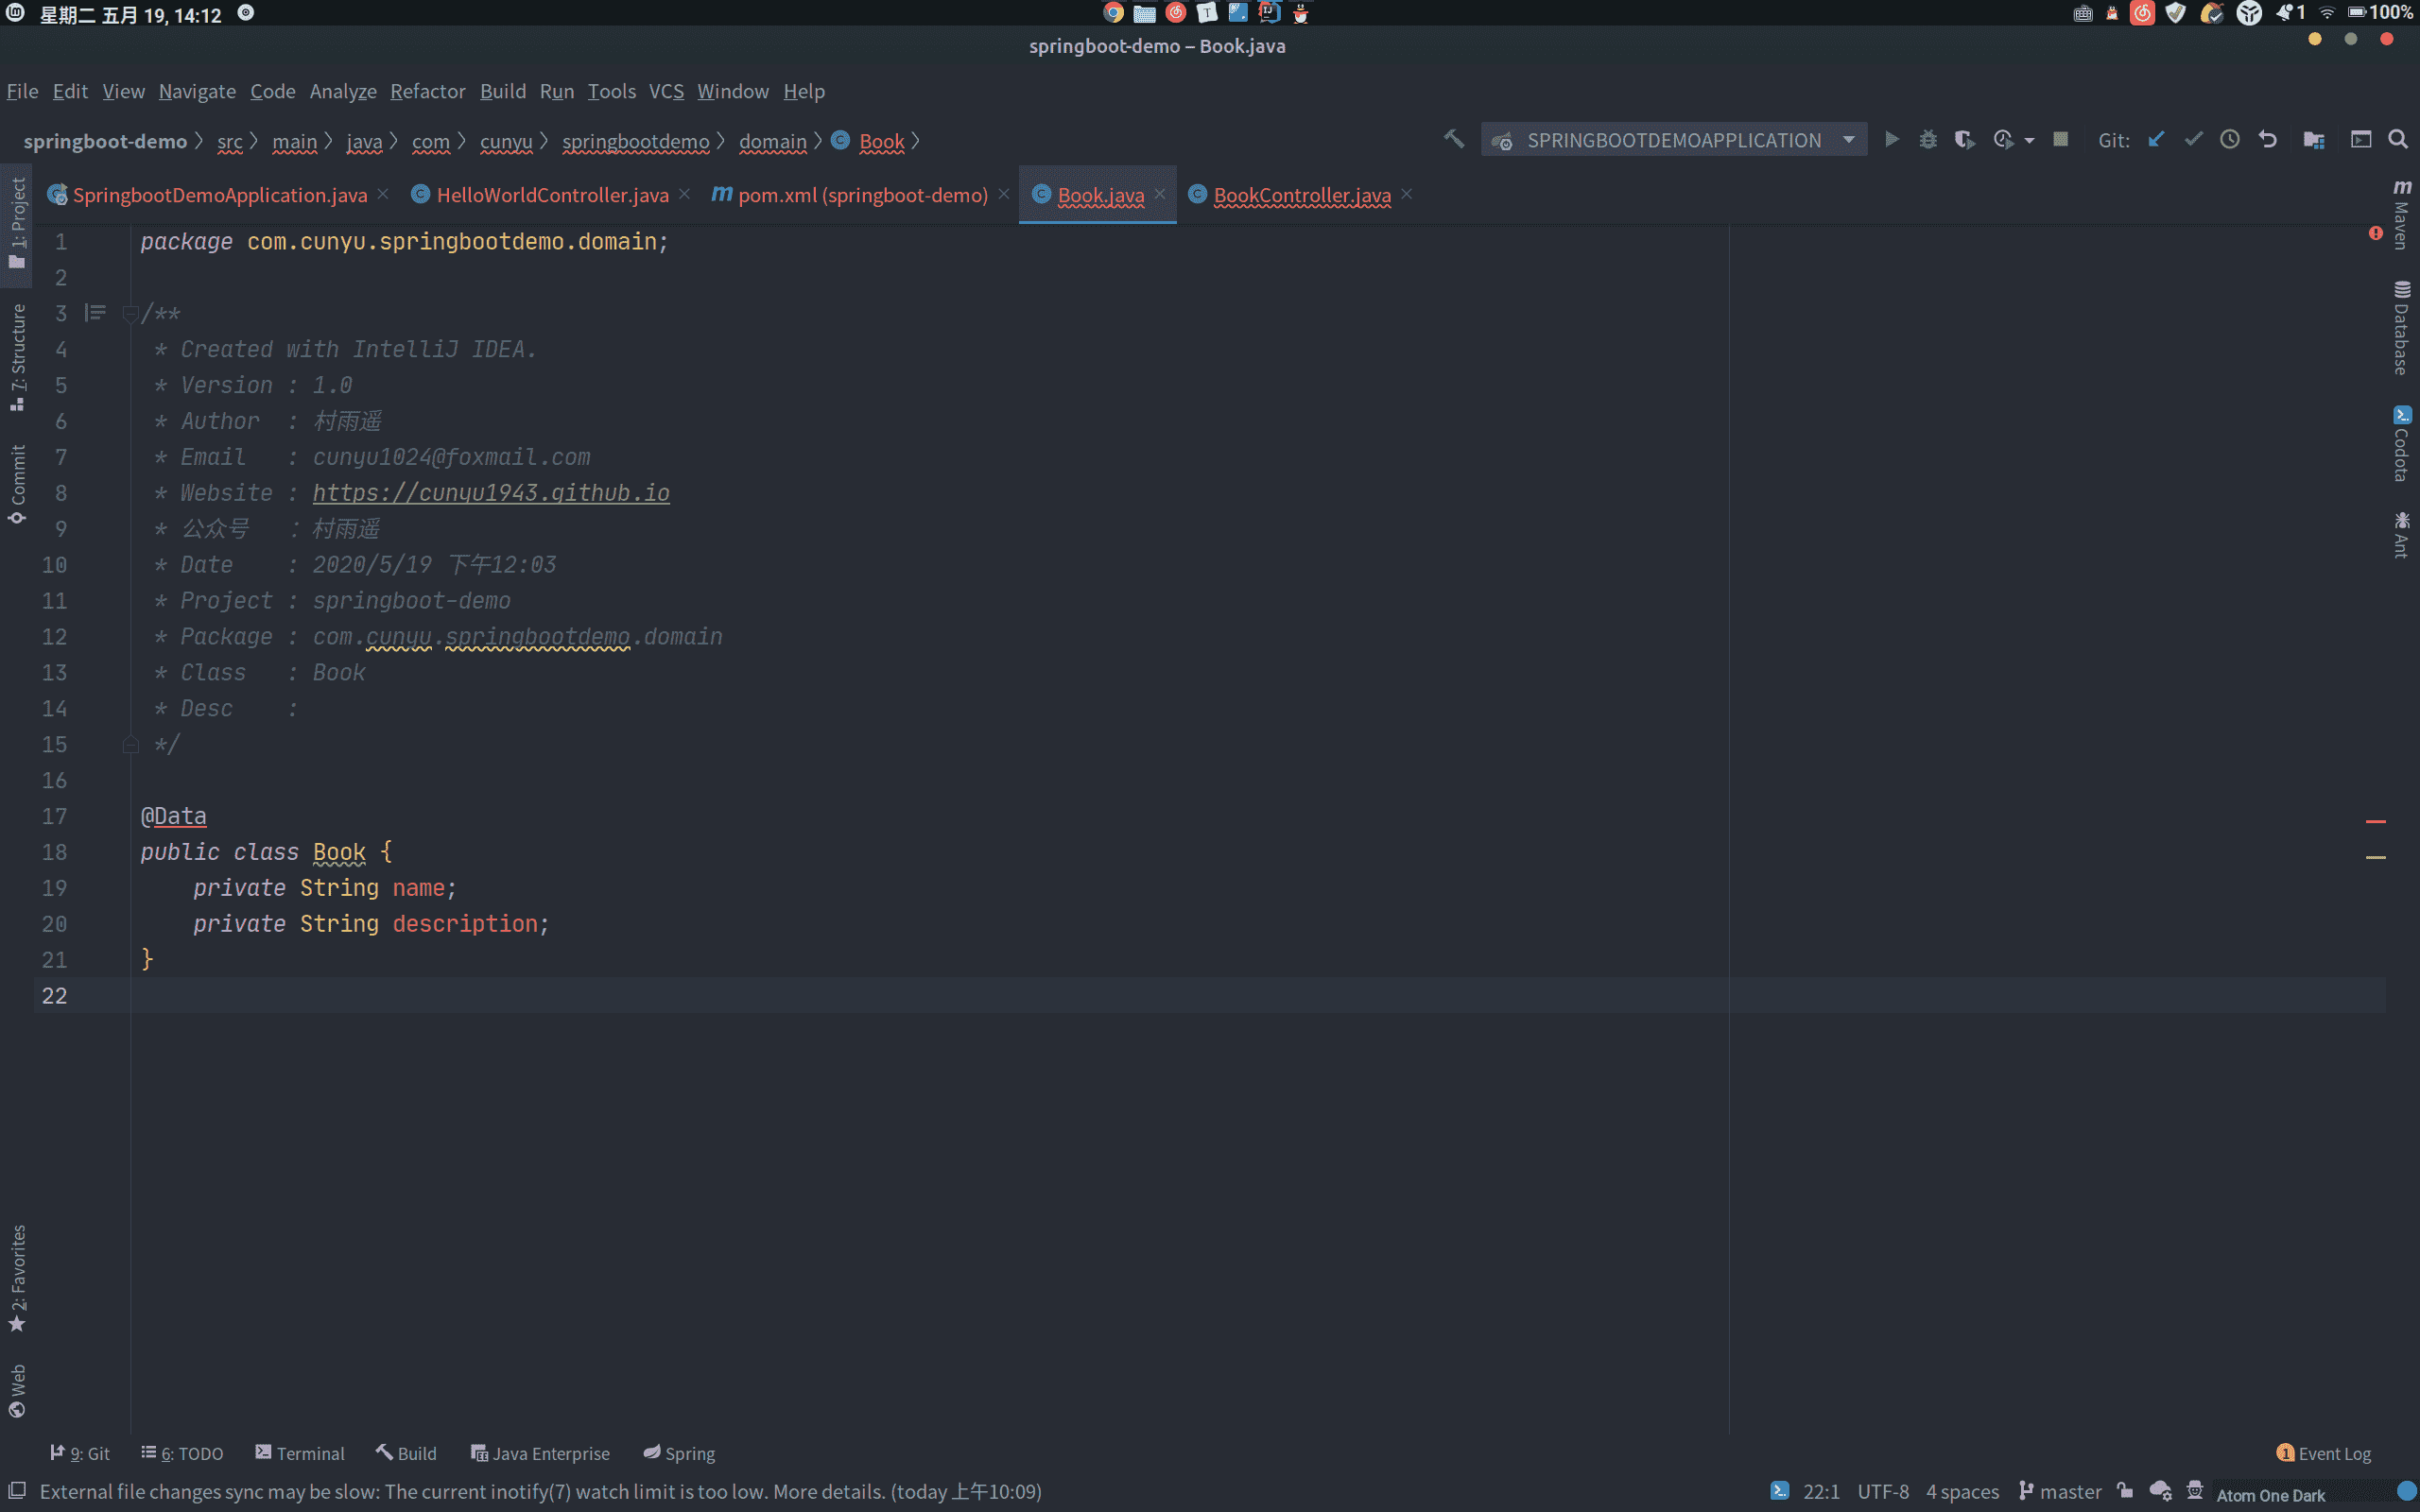 星期二 五月 19, 14:12
1
100%
springboot-demo – Book.java
File Edit View Navigate Code Analyze Refactor Build Run Tools VCS Window Help
springboot-demo src main java com cunyu springbootdemo domain Book
SPRINGBOOTDEMOAPPLICATION
Git:
SpringbootDemoApplication.java HelloWorldController.java pom.xml (springboot-demo) Book.java BookController.java
1: Project
7: Structure
Commit
2: Favorites
Web
1 package com.cunyu.springbootdemo.domain;
2
3 /**
4 * Created with IntelliJ IDEA.
5 * Version : 1.0
6 * Author : 村雨遥
7 * Email : cunyu1024@foxmail.com
8 * Website : https://cunyu1943.github.io
9 * 公众号 : 村雨遥
10 * Date : 2020/5/19 下午12:03
11 * Project : springboot-demo
12 * Package : com.cunyu.springbootdemo.domain
13 * Class : Book
14 * Desc :
15 */
16
17 @Data
18 public class Book {
19 private String name;
20 private String description;
21 }
22
Maven
Database
Codota
Ant
9: Git 6: TODO Terminal Build Java Enterprise Spring
1 Event Log
External file changes sync may be slow: The current inotify(7) watch limit is too low. More details. (today 上午10:09)
22:1 UTF-8 4 spaces master Atom One Dark